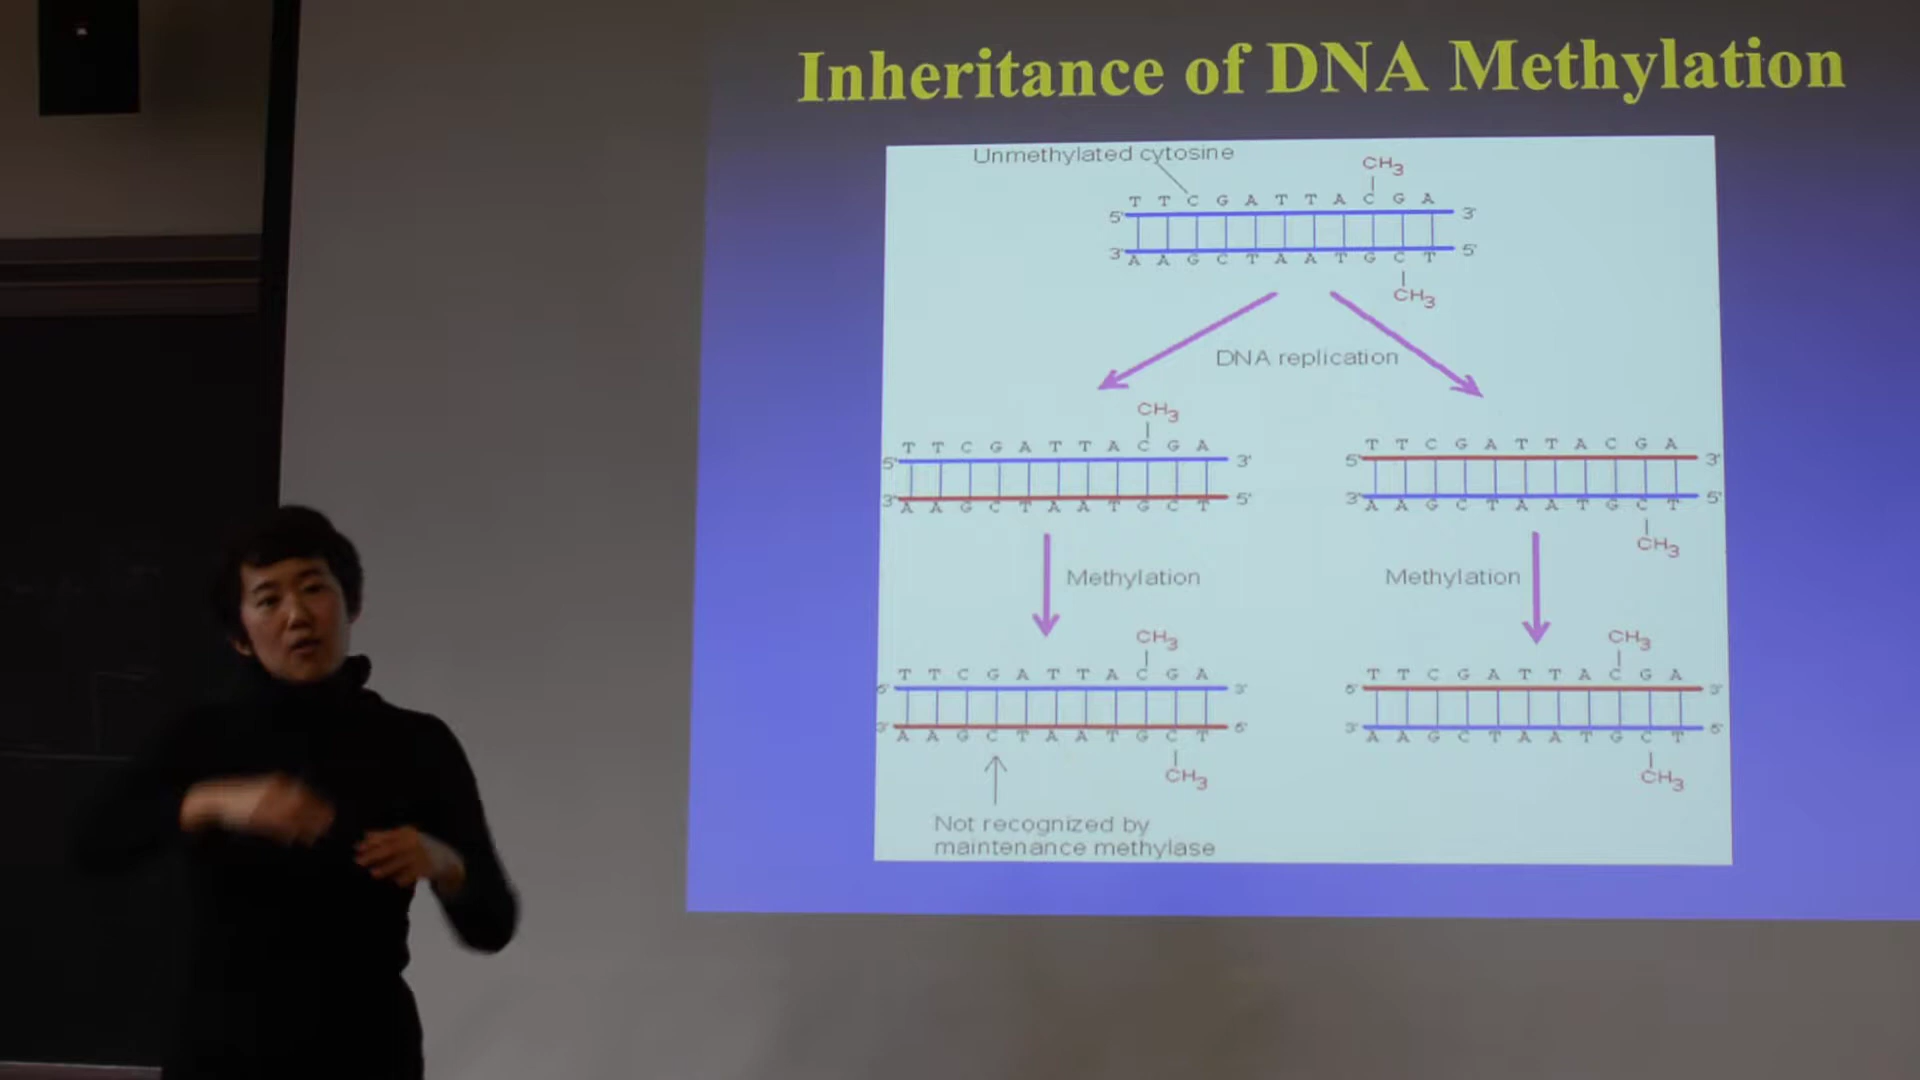 Inheritance of DNA Methylation
Unmethylated cytosine
CH3
T T C G A T T A C G A
5' 3'
3' 5'
A A G C T A A T G C T
CH3
DNA replication
CH3
T T C G A T T A C G A
5' 3'
3' 5'
A A G C T A A T G C T
T T C G A T T A C G A
5' 3'
3' 5'
A A G C T A A T G C T
CH3
Methylation
Methylation
CH3
T T C G A T T A C G A
5' 3'
3' 5'
A A G C T A A T G C T
CH3
CH3
T T C G A T T A C G A
5' 3'
3' 5'
A A G C T A A T G C T
CH3
Not recognized by
maintenance methylase